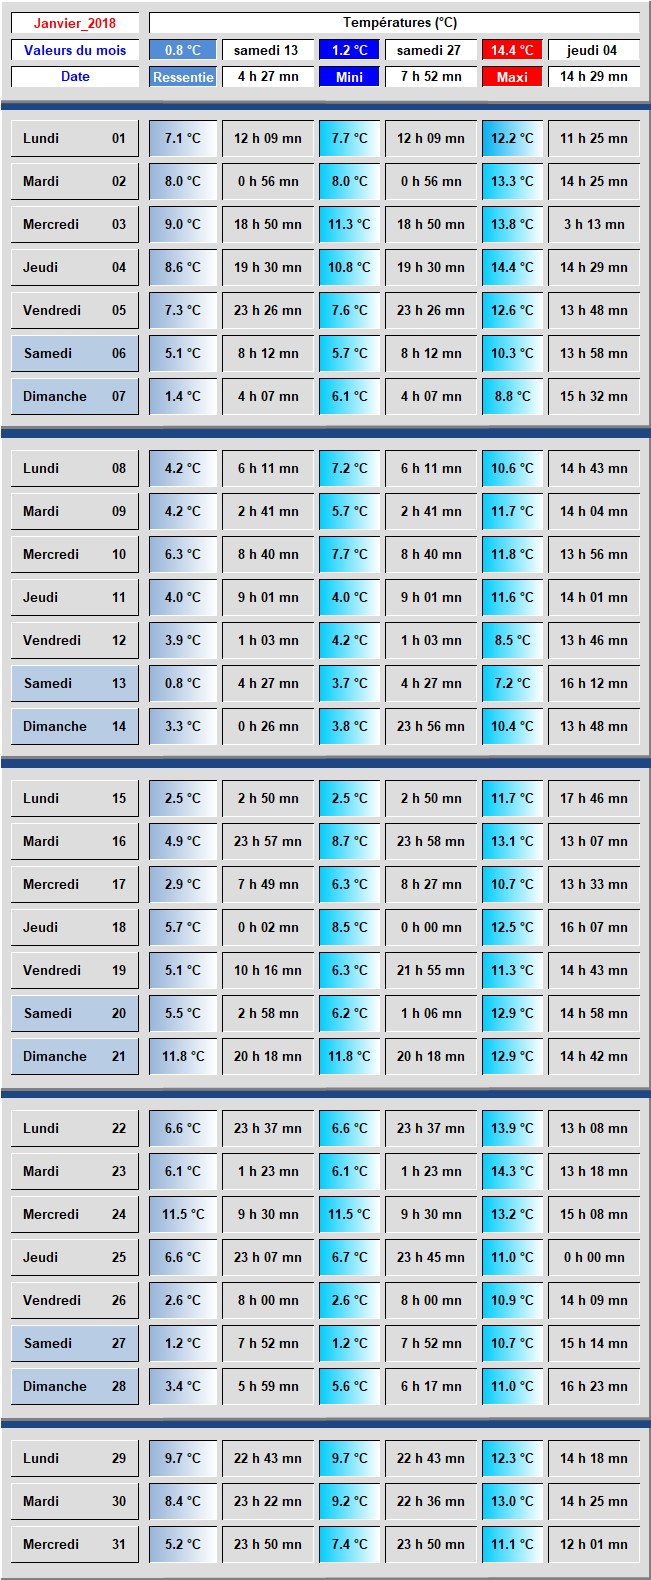 Janvier_2018 Températures (°C)
Valeurs du mois 0.8 °C samedi 13 1.2 °C samedi 27 14.4 °C jeudi 04
Date Ressentie 4 h 27 mn Mini 7 h 52 mn Maxi 14 h 29 mn
Lundi 01 7.1 °C 12 h 09 mn 7.7 °C 12 h 09 mn 12.2 °C 11 h 25 mn
Mardi 02 8.0 °C 0 h 56 mn 8.0 °C 0 h 56 mn 13.3 °C 14 h 25 mn
Mercredi 03 9.0 °C 18 h 50 mn 11.3 °C 18 h 50 mn 13.8 °C 3 h 13 mn
Jeudi 04 8.6 °C 19 h 30 mn 10.8 °C 19 h 30 mn 14.4 °C 14 h 29 mn
Vendredi 05 7.3 °C 23 h 26 mn 7.6 °C 23 h 26 mn 12.6 °C 13 h 48 mn
Samedi 06 5.1 °C 8 h 12 mn 5.7 °C 8 h 12 mn 10.3 °C 13 h 58 mn
Dimanche 07 1.4 °C 4 h 07 mn 6.1 °C 4 h 07 mn 8.8 °C 15 h 32 mn
Lundi 08 4.2 °C 6 h 11 mn 7.2 °C 6 h 11 mn 10.6 °C 14 h 43 mn
Mardi 09 4.2 °C 2 h 41 mn 5.7 °C 2 h 41 mn 11.7 °C 14 h 04 mn
Mercredi 10 6.3 °C 8 h 40 mn 7.7 °C 8 h 40 mn 11.8 °C 13 h 56 mn
Jeudi 11 4.0 °C 9 h 01 mn 4.0 °C 9 h 01 mn 11.6 °C 14 h 01 mn
Vendredi 12 3.9 °C 1 h 03 mn 4.2 °C 1 h 03 mn 8.5 °C 13 h 46 mn
Samedi 13 0.8 °C 4 h 27 mn 3.7 °C 4 h 27 mn 7.2 °C 16 h 12 mn
Dimanche 14 3.3 °C 0 h 26 mn 3.8 °C 23 h 56 mn 10.4 °C 13 h 48 mn
Lundi 15 2.5 °C 2 h 50 mn 2.5 °C 2 h 50 mn 11.7 °C 17 h 46 mn
Mardi 16 4.9 °C 23 h 57 mn 8.7 °C 23 h 58 mn 13.1 °C 13 h 07 mn
Mercredi 17 2.9 °C 7 h 49 mn 6.3 °C 8 h 27 mn 10.7 °C 13 h 33 mn
Jeudi 18 5.7 °C 0 h 02 mn 8.5 °C 0 h 00 mn 12.5 °C 16 h 07 mn
Vendredi 19 5.1 °C 10 h 16 mn 6.3 °C 21 h 55 mn 11.3 °C 14 h 43 mn
Samedi 20 5.5 °C 2 h 58 mn 6.2 °C 1 h 06 mn 12.9 °C 14 h 58 mn
Dimanche 21 11.8 °C 20 h 18 mn 11.8 °C 20 h 18 mn 12.9 °C 14 h 42 mn
Lundi 22 6.6 °C 23 h 37 mn 6.6 °C 23 h 37 mn 13.9 °C 13 h 08 mn
Mardi 23 6.1 °C 1 h 23 mn 6.1 °C 1 h 23 mn 14.3 °C 13 h 18 mn
Mercredi 24 11.5 °C 9 h 30 mn 11.5 °C 9 h 30 mn 13.2 °C 15 h 08 mn
Jeudi 25 6.6 °C 23 h 07 mn 6.7 °C 23 h 45 mn 11.0 °C 0 h 00 mn
Vendredi 26 2.6 °C 8 h 00 mn 2.6 °C 8 h 00 mn 10.9 °C 14 h 09 mn
Samedi 27 1.2 °C 7 h 52 mn 1.2 °C 7 h 52 mn 10.7 °C 15 h 14 mn
Dimanche 28 3.4 °C 5 h 59 mn 5.6 °C 6 h 17 mn 11.0 °C 16 h 23 mn
Lundi 29 9.7 °C 22 h 43 mn 9.7 °C 22 h 43 mn 12.3 °C 14 h 18 mn
Mardi 30 8.4 °C 23 h 22 mn 9.2 °C 22 h 36 mn 13.0 °C 14 h 25 mn
Mercredi 31 5.2 °C 23 h 50 mn 7.4 °C 23 h 50 mn 11.1 °C 12 h 01 mn